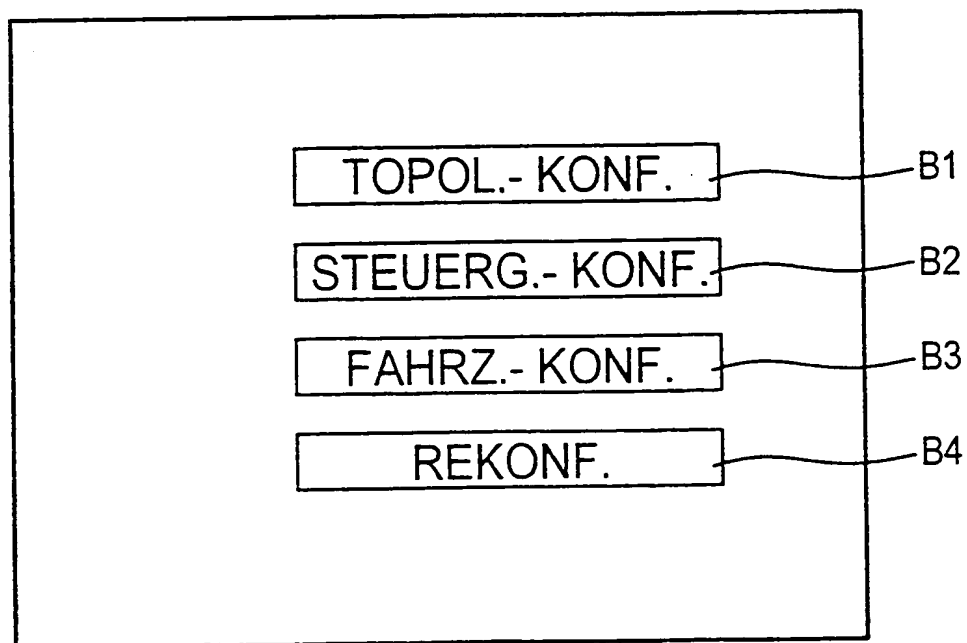 TOPOL.- KONF. B1
STEUERG.- KONF. B2
FAHRZ.- KONF. B3
REKONF. B4